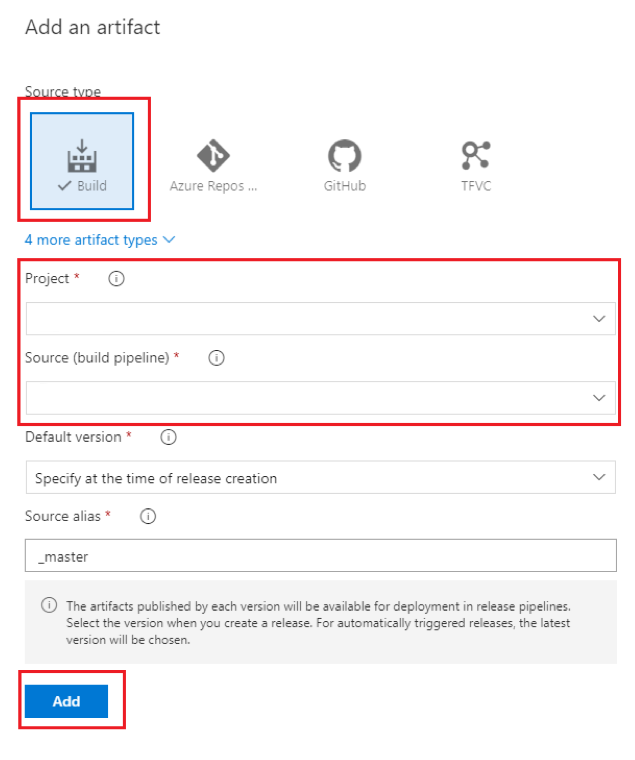 Add an artifact
Source type
Build
Azure Repos ...
GitHub
TFVC
4 more artifact types
Project *
Source (build pipeline) *
Default version *
Specify at the time of release creation
Source alias *
_master
The artifacts published by each version will be available for deployment in release pipelines.
Select the version when you create a release. For automatically triggered releases, the latest
version will be chosen.
Add